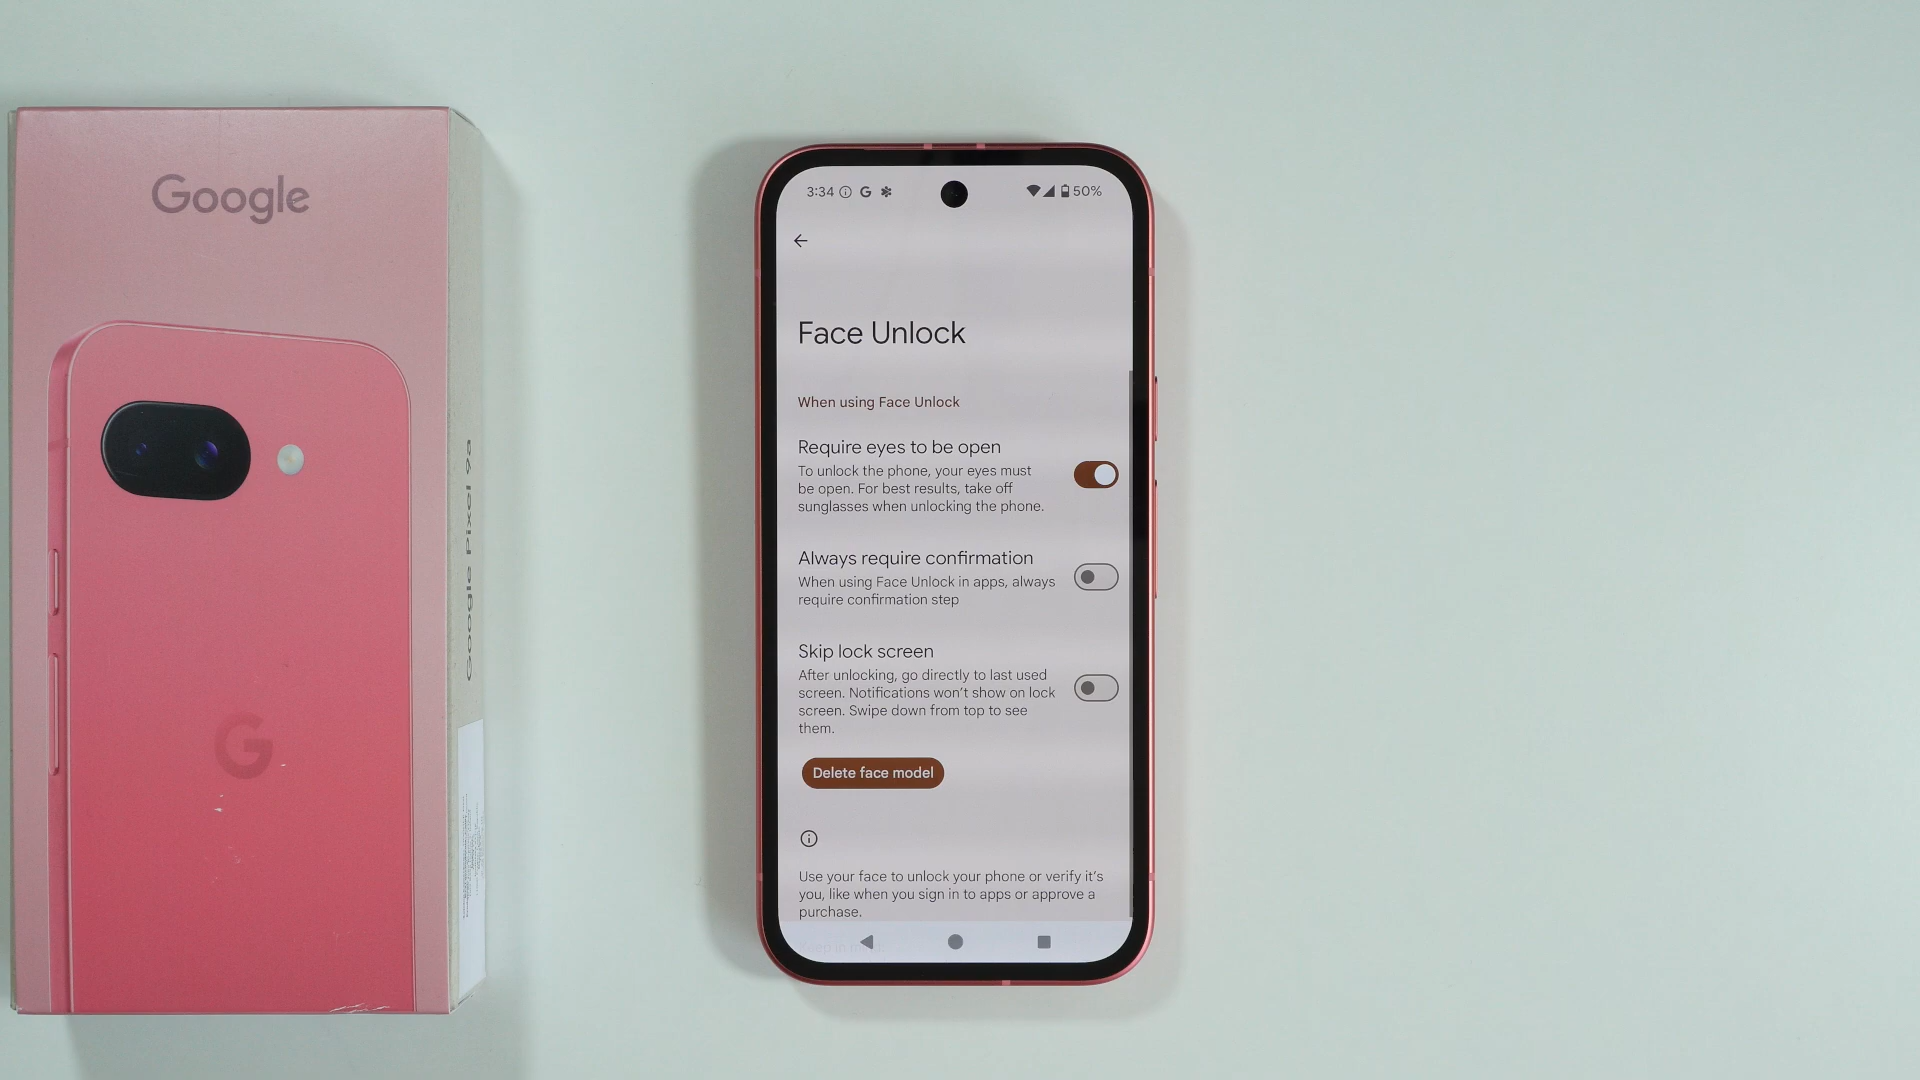 Google
G
Google Pixel 9a
3:34
G
50%
Face Unlock
When using Face Unlock
Require eyes to be open
To unlock the phone, your eyes must
be open. For best results, take off
sunglasses when unlocking the phone.
Always require confirmation
When using Face Unlock in apps, always
require confirmation step
Skip lock screen
After unlocking, go directly to last used
screen. Notifications won't show on lock
screen. Swipe down from top to see
them.
Delete face model
Use your face to unlock your phone or verify it's
you, like when you sign in to apps or approve a
purchase.
Keep in